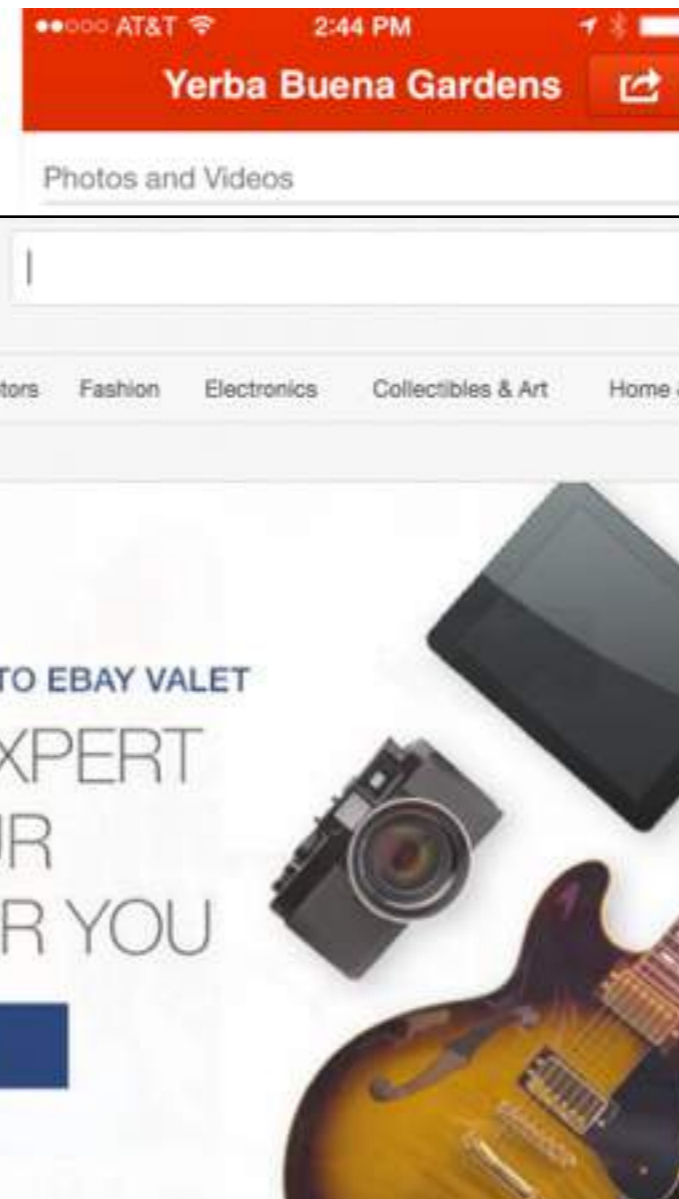 AT&T 2:44 PM
Yerba Buena Gardens
Photos and Videos
tors Fashion Electronics Collectibles & Art Home &
TO EBAY VALET
XPERT
UR
R YOU